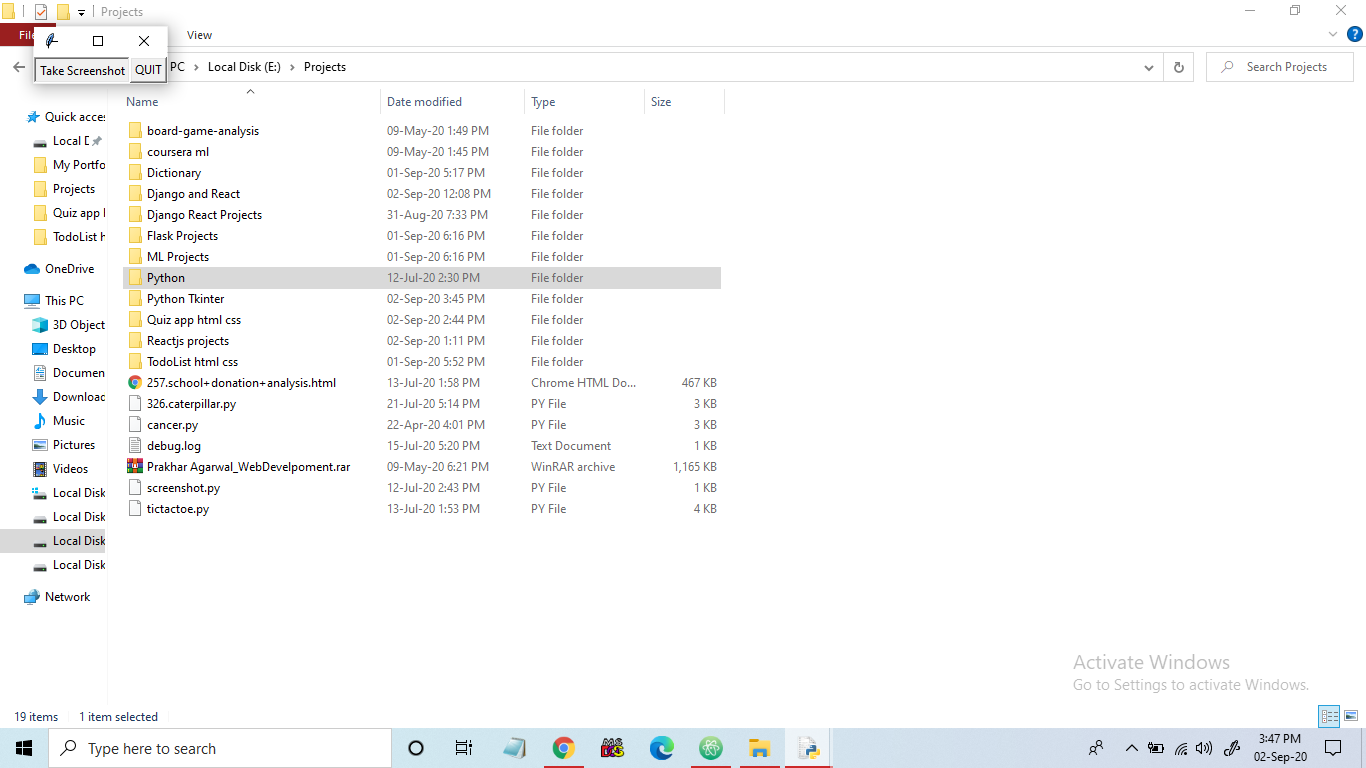 Projects
File
View
Take Screenshot QUIT
PC > Local Disk (E:) > Projects
Search Projects
Name Date modified Type Size
Quick acces
Local D
My Portfo
Projects
Quiz app h
TodoList h
OneDrive
This PC
3D Object
Desktop
Documen
Download
Music
Pictures
Videos
Local Disk
Local Disk
Local Disk
Local Disk
Network
board-game-analysis 09-May-20 1:49 PM File folder
coursera ml 09-May-20 1:45 PM File folder
Dictionary 01-Sep-20 5:17 PM File folder
Django and React 02-Sep-20 12:08 PM File folder
Django React Projects 31-Aug-20 7:33 PM File folder
Flask Projects 01-Sep-20 6:16 PM File folder
ML Projects 01-Sep-20 6:16 PM File folder
Python 12-Jul-20 2:30 PM File folder
Python Tkinter 02-Sep-20 3:45 PM File folder
Quiz app html css 02-Sep-20 2:44 PM File folder
Reactjs projects 02-Sep-20 1:11 PM File folder
TodoList html css 01-Sep-20 5:52 PM File folder
257.school+donation+analysis.html 13-Jul-20 1:58 PM Chrome HTML Do... 467 KB
326.caterpillar.py 21-Jul-20 5:14 PM PY File 3 KB
cancer.py 22-Apr-20 4:01 PM PY File 3 KB
debug.log 15-Jul-20 5:20 PM Text Document 1 KB
Prakhar Agarwal_WebDevelpoment.rar 09-May-20 6:21 PM WinRAR archive 1,165 KB
screenshot.py 12-Jul-20 2:43 PM PY File 1 KB
tictactoe.py 13-Jul-20 1:53 PM PY File 4 KB
Activate Windows
Go to Settings to activate Windows.
19 items 1 item selected
Type here to search
3:47 PM
02-Sep-20